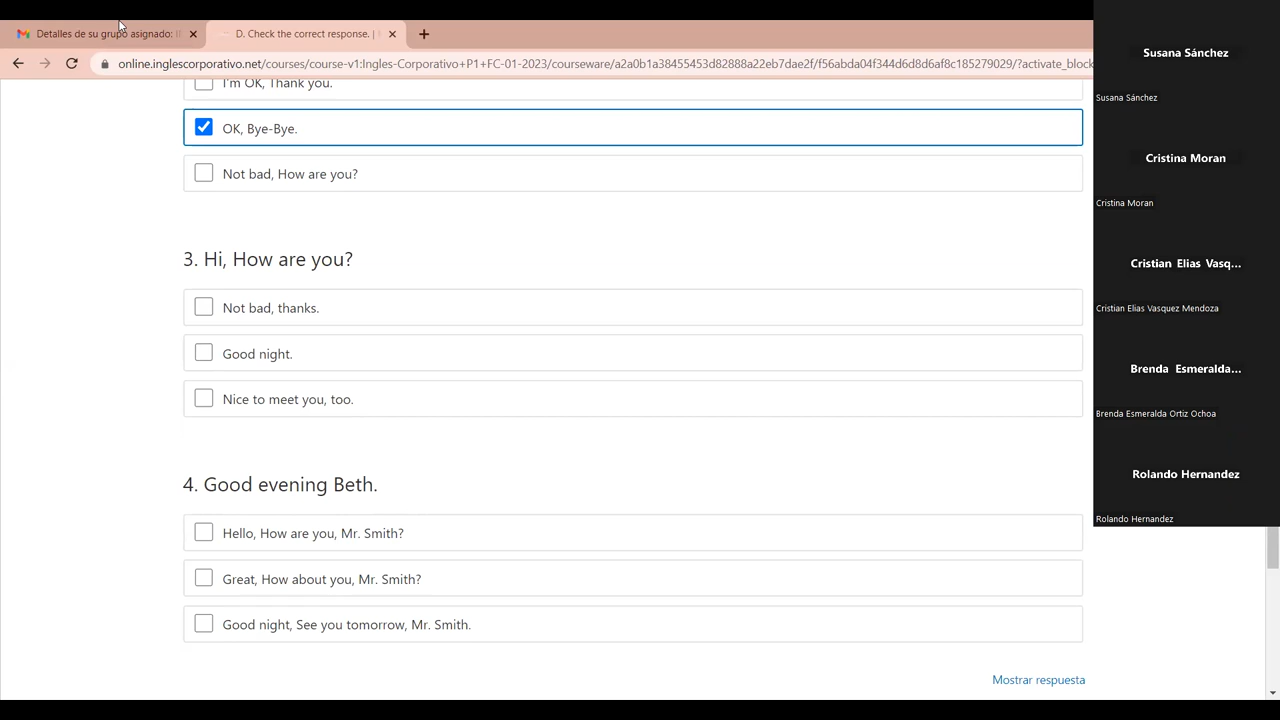 Detalles de su grupo asignado: I
D. Check the correct response. |
online.inglescorporativo.net/courses/course-v1:Ingles-Corporativo+P1+FC-01-2023/courseware/a2a0b1a38455453d82888a22eb7dae2f/f56abda04f344d6d8d6af8c185279029/?activate_block
I'm OK, Thank you.
OK, Bye-Bye.
Not bad, How are you?
3. Hi, How are you?
Not bad, thanks.
Good night.
Nice to meet you, too.
4. Good evening Beth.
Hello, How are you, Mr. Smith?
Great, How about you, Mr. Smith?
Good night, See you tomorrow, Mr. Smith.
Mostrar respuesta
Susana Sánchez
Susana Sánchez
Cristina Moran
Cristina Moran
Cristian Elias Vasq...
Cristian Elias Vasquez Mendoza
Brenda Esmeralda...
Brenda Esmeralda Ortiz Ochoa
Rolando Hernandez
Rolando Hernandez